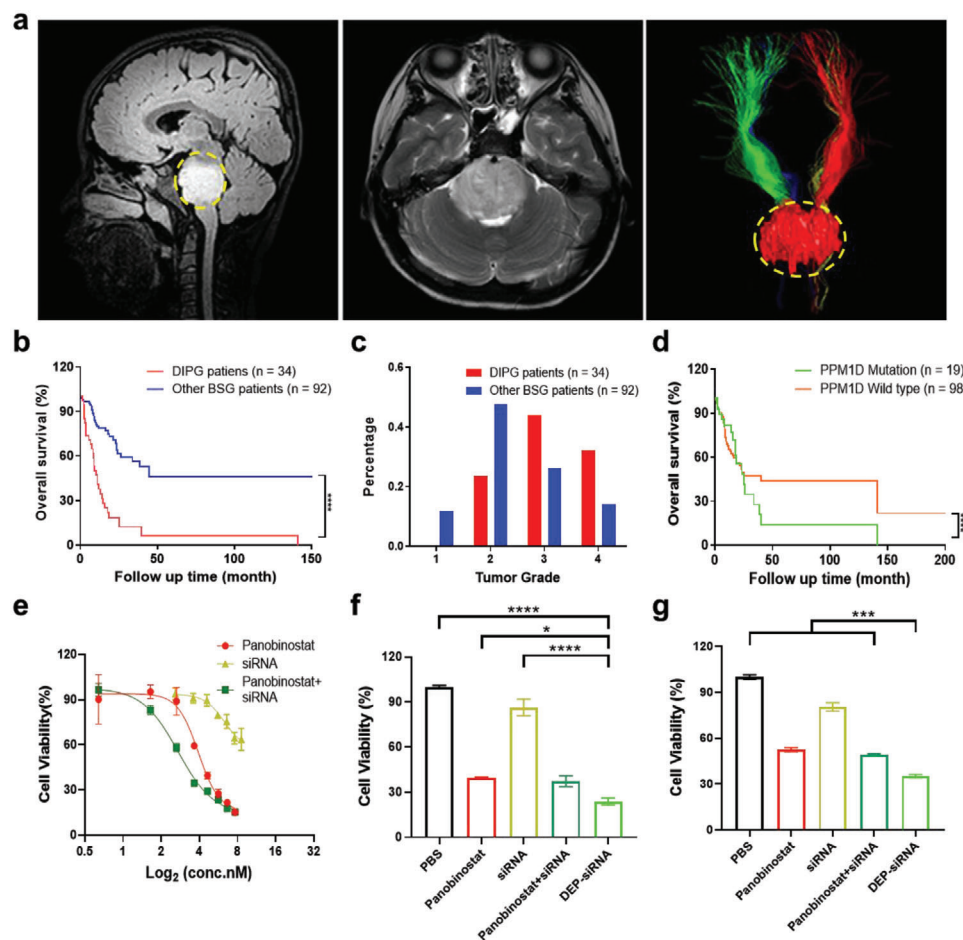 a
b
DIPG patiens (n = 34)
Other BSG patients (n = 92)
Overall survival (%)
120
90
60
30
0
0
50
100
150
Follow up time (month)
****
c
DIPG patients (n = 34)
Other BSG patients (n = 92)
Percentage
0.6
0.4
0.2
0.0
1
2
3
4
Tumor Grade
d
PPM1D Mutation (n = 19)
PPM1D Wild type (n = 98
Overall survival (%)
120
90
60
30
0
0
50
100
150
200
Follow up time (month)
****
e
Panobinostat
siRNA
Panobinostat+
siRNA
Cell Viability(%)
120
90
60
30
0
0.5
1
2
4
8
16
32
Log2 (conc.nM)
f
****
*
****
Cell Viability (%)
120
90
60
30
0
PBS
Panobinostat
siRNA
Panobinostat+siRNA
DEP-siRNA
g
***
Cell Viability (%)
120
90
60
30
0
PBS
Panobinostat
siRNA
Panobinostat+siRNA
DEP-siRNA